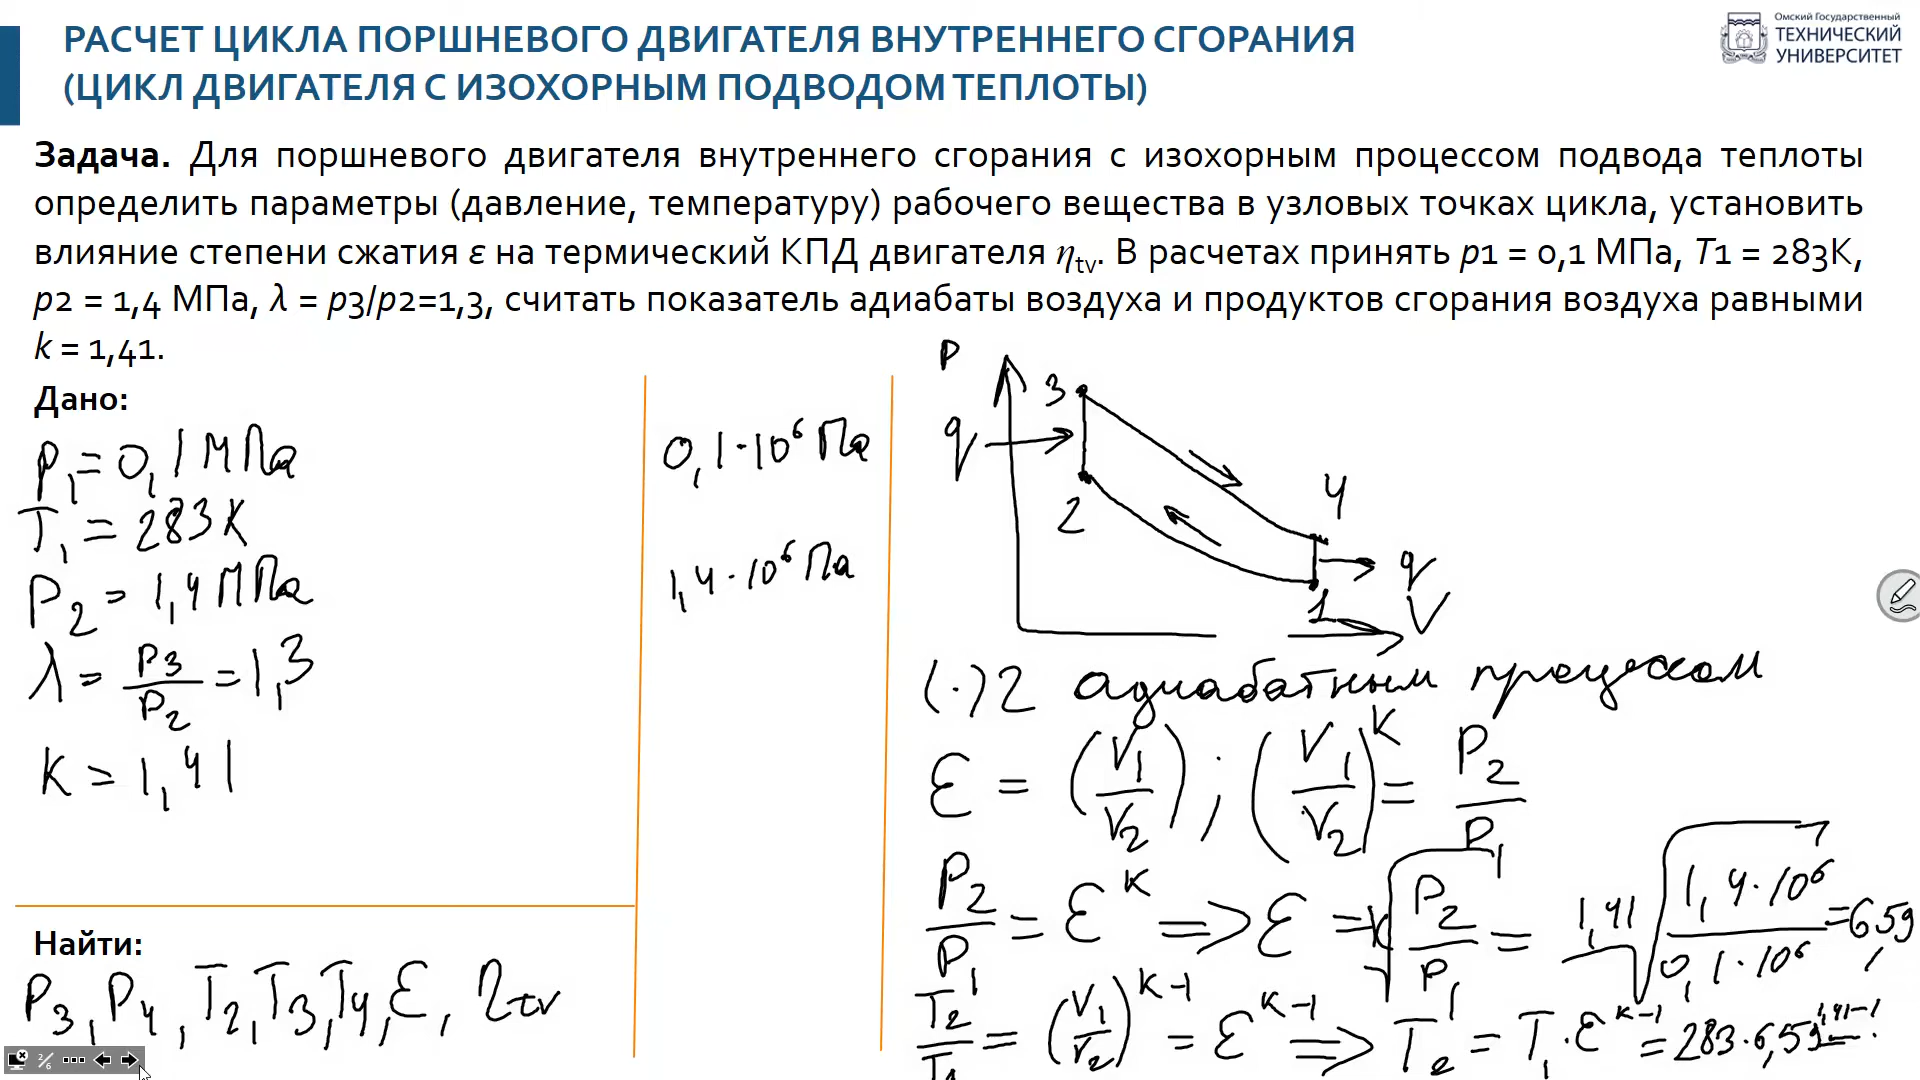 РАСЧЕТ ЦИКЛА ПОРШНЕВОГО ДВИГАТЕЛЯ ВНУТРЕННЕГО СГОРАНИЯ
(ЦИКЛ ДВИГАТЕЛЯ С ИЗОХОРНЫМ ПОДВОДОМ ТЕПЛОТЫ)
Омский Государственный
ТЕХНИЧЕСКИЙ
УНИВЕРСИТЕТ
Задача. Для поршневого двигателя внутреннего сгорания с изохорным процессом подвода теплоты
определить параметры (давление, температуру) рабочего вещества в узловых точках цикла, установить
влияние степени сжатия ε на термический КПД двигателя η_tv. В расчетах принять p1 = 0,1 МПа, T1 = 283К,
p2 = 1,4 МПа, λ = p3/p2=1,3, считать показатель адиабаты воздуха и продуктов сгорания воздуха равными
k = 1,41.
Дано:
P₁ = 0,1 МПа
T₁ = 283 К
P₂ = 1,4 МПа
λ = P₃/P₂ = 1,3
К = 1,41
Найти:
P₃, P₄, T₂, T₃, T₄, ε, η_tv
2/6
0,1·10⁶ Па
1,4·10⁶ Па
P
3
q
4
2
q
1
V
(·)2 адиабатным процессом
ε = (V₁/V₂); (V₁/V₂)^K = P₂/P₁
P₂/P₁ = ε^K => ε = ᴷ√(P₂/P₁) = ¹·⁴¹√(1,4·10⁶/0,1·10⁶) = 6,59
T₂/T₁ = (V₁/V₂)^(K-1) = ε^(K-1) => T₂ = T₁·ε^(K-1) = 283·6,59^(1,41-1) =